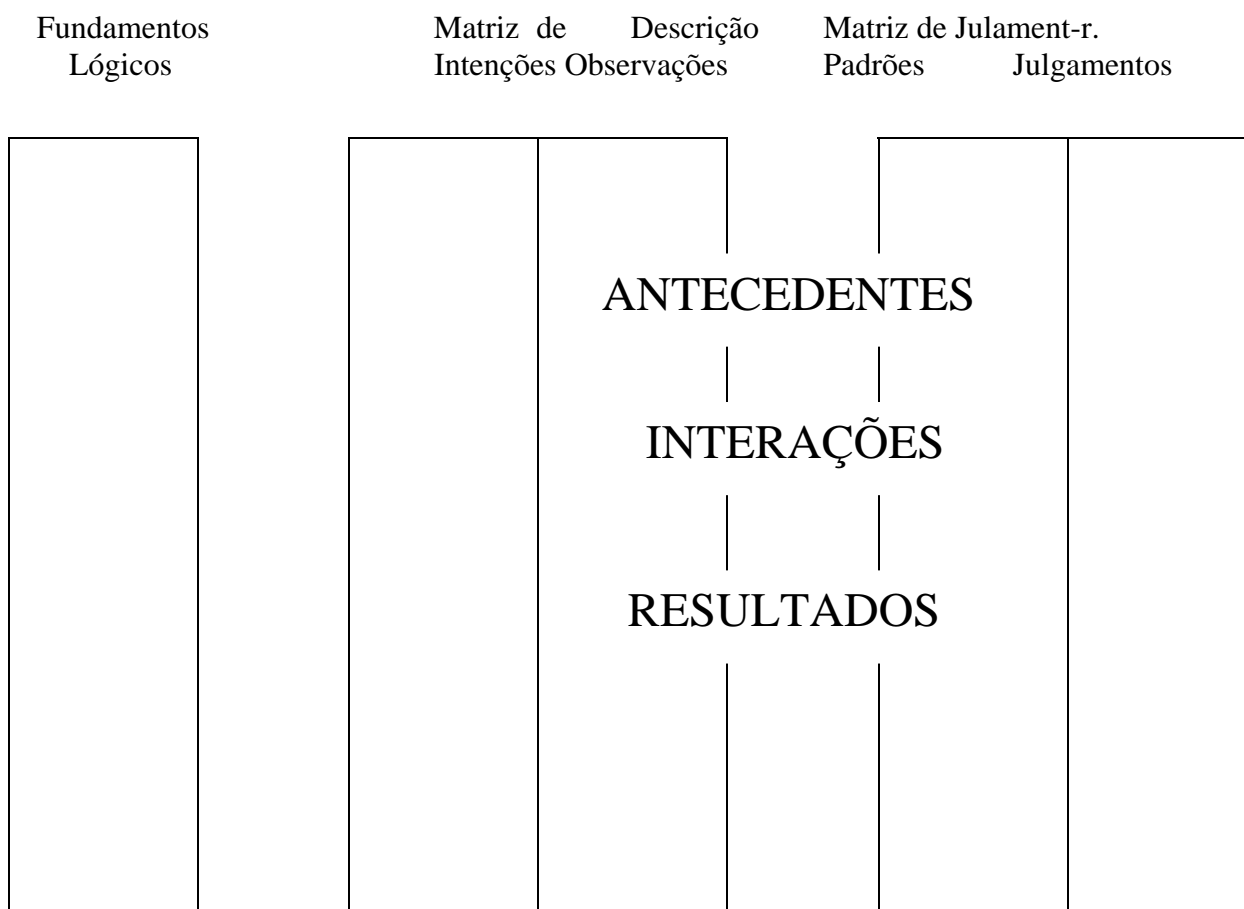 Fundamentos
Lógicos
Matriz de Descrição
Intenções Observações
Matriz de Julament-r.
Padrões Julgamentos
ANTECEDENTES
INTERAÇÕES
RESULTADOS